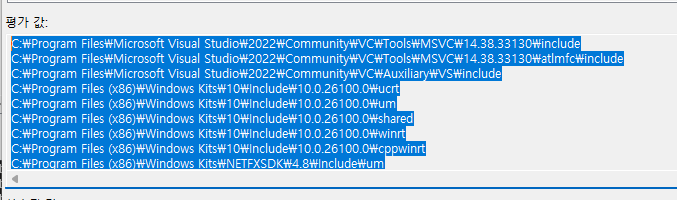 평가 값:
C:₩Program Files₩Microsoft Visual Studio₩2022₩Community₩VC₩Tools₩MSVC₩14.38.33130₩include
C:₩Program Files₩Microsoft Visual Studio₩2022₩Community₩VC₩Tools₩MSVC₩14.38.33130₩atlmfc₩include
C:₩Program Files₩Microsoft Visual Studio₩2022₩Community₩VC₩Auxiliary₩VS₩include
C:₩Program Files (x86)₩Windows Kits₩10₩Include₩10.0.26100.0₩ucrt
C:₩Program Files (x86)₩Windows Kits₩10₩Include₩10.0.26100.0₩um
C:₩Program Files (x86)₩Windows Kits₩10₩Include₩10.0.26100.0₩shared
C:₩Program Files (x86)₩Windows Kits₩10₩Include₩10.0.26100.0₩winrt
C:₩Program Files (x86)₩Windows Kits₩10₩Include₩10.0.26100.0₩cppwinrt
C:₩Program Files (x86)₩Windows Kits₩NETFXSDK₩4.8₩Include₩um